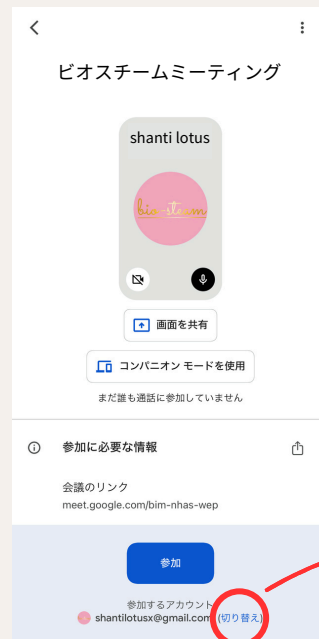 ビオスチームミーティング
shanti lotus
bio-steam
画面を共有
コンパニオン モードを使用
まだ誰も通話に参加していません
参加に必要な情報
会議のリンク
meet.google.com/bim-nhas-wep
参加
参加するアカウント
shantilotusx@gmail.com (切り替え)